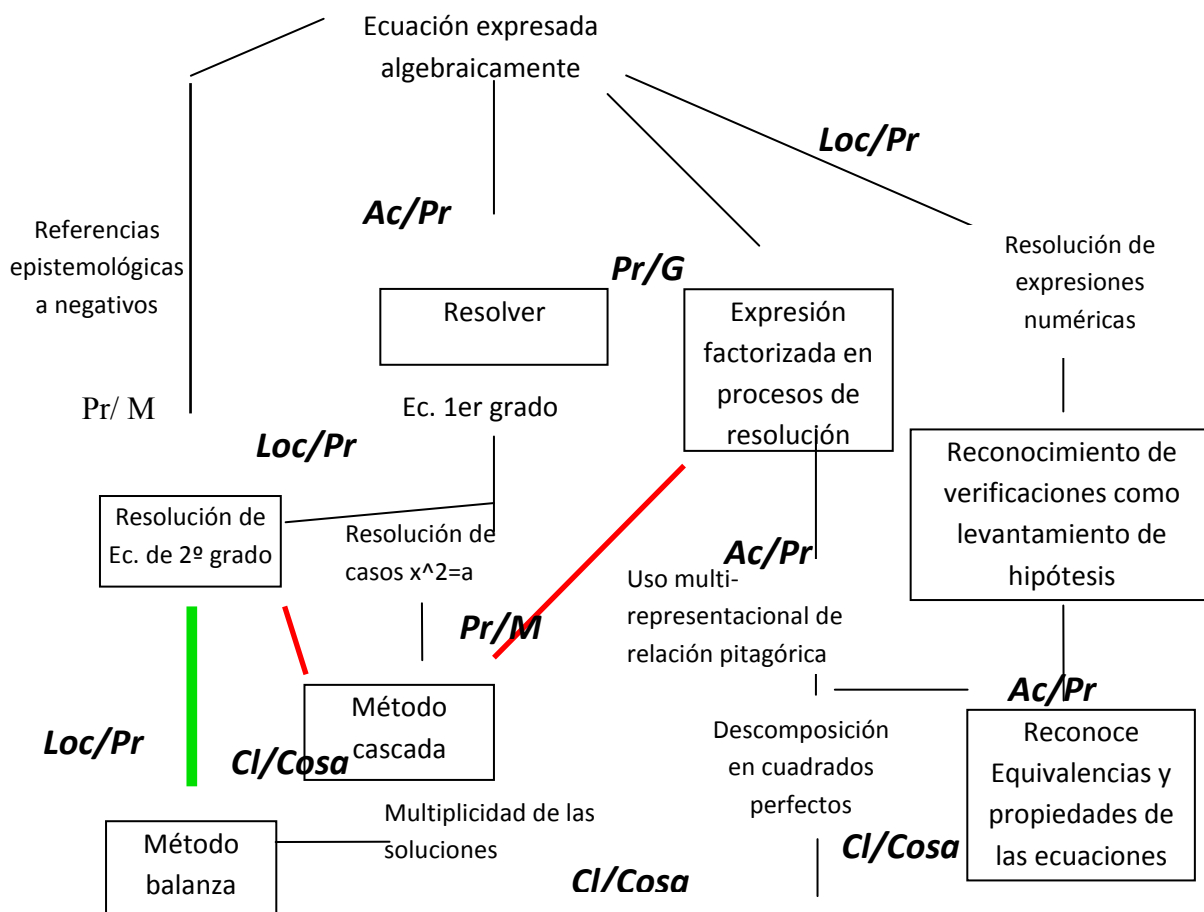 Ecuación expresada
algebraicamente
Loc/Pr
Ac/Pr
Referencias
epistemológicas
a negativos
Resolución de
expresiones
numéricas
Pr/G
Resolver
Expresión
factorizada en
procesos de
resolución
Pr/ M
Ec. 1er grado
Loc/Pr
Reconocimiento de
verificaciones como
levantamiento de
hipótesis
Resolución de
Ec. de 2º grado
Resolución de
casos x^2=a
Ac/Pr
Uso multi-
representacional de
relación pitagórica
Pr/M
Ac/Pr
Método
cascada
Loc/Pr
Cl/Cosa
Descomposición
en cuadrados
perfectos
Reconoce
Equivalencias y
propiedades de
las ecuaciones
Multiplicidad de las
soluciones
Cl/Cosa
Método
balanza
Cl/Cosa